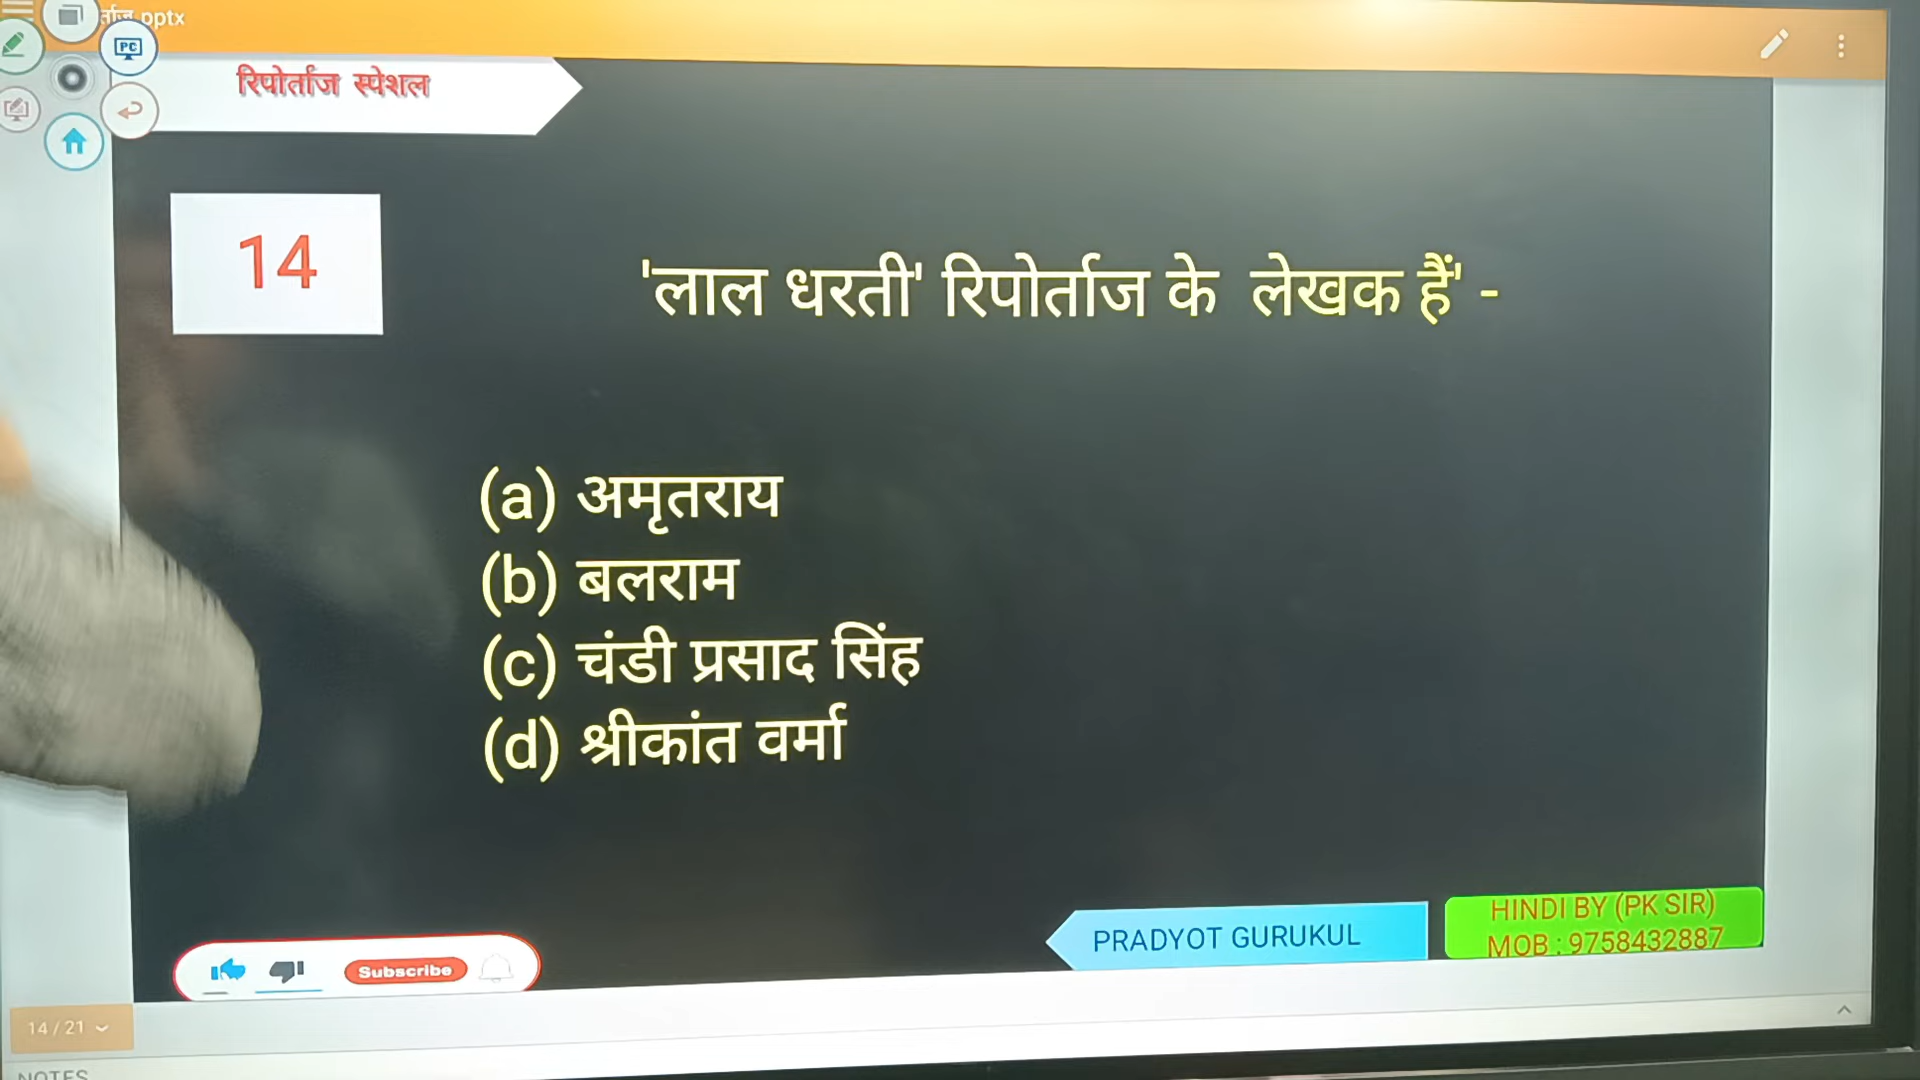 र्ताज.pptx
PC
रिपोर्ताज स्पेशल
14
'लाल धरती' रिपोर्ताज के लेखक हैं' -
(a) अमृतराय
(b) बलराम
(c) चंडी प्रसाद सिंह
(d) श्रीकांत वर्मा
PRADYOT GURUKUL
HINDI BY (PK SIR)
MOB : 9758432887
Subscribe
14 / 21
NOTES